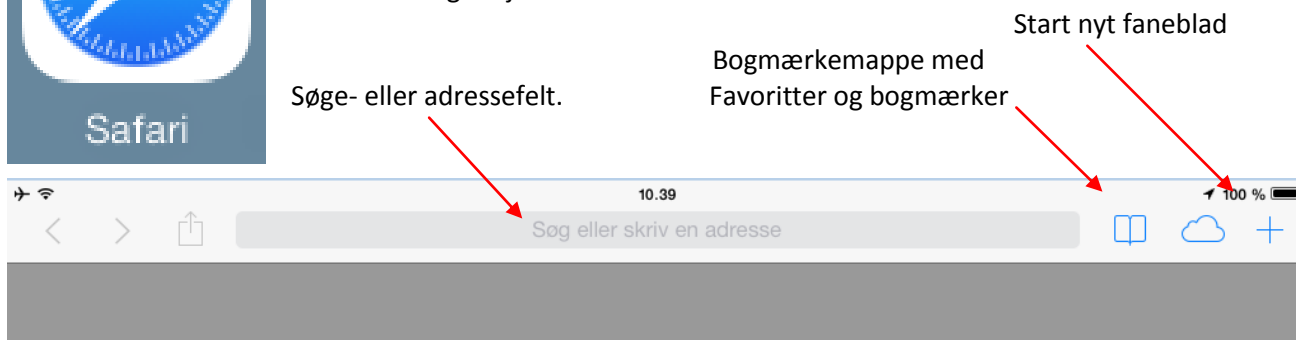 Start nyt faneblad
Bogmærkemappe med
Søge- eller adressefelt.
Favoritter og bogmærker
Safari
10.39
100 %
Søg eller skriv en adresse